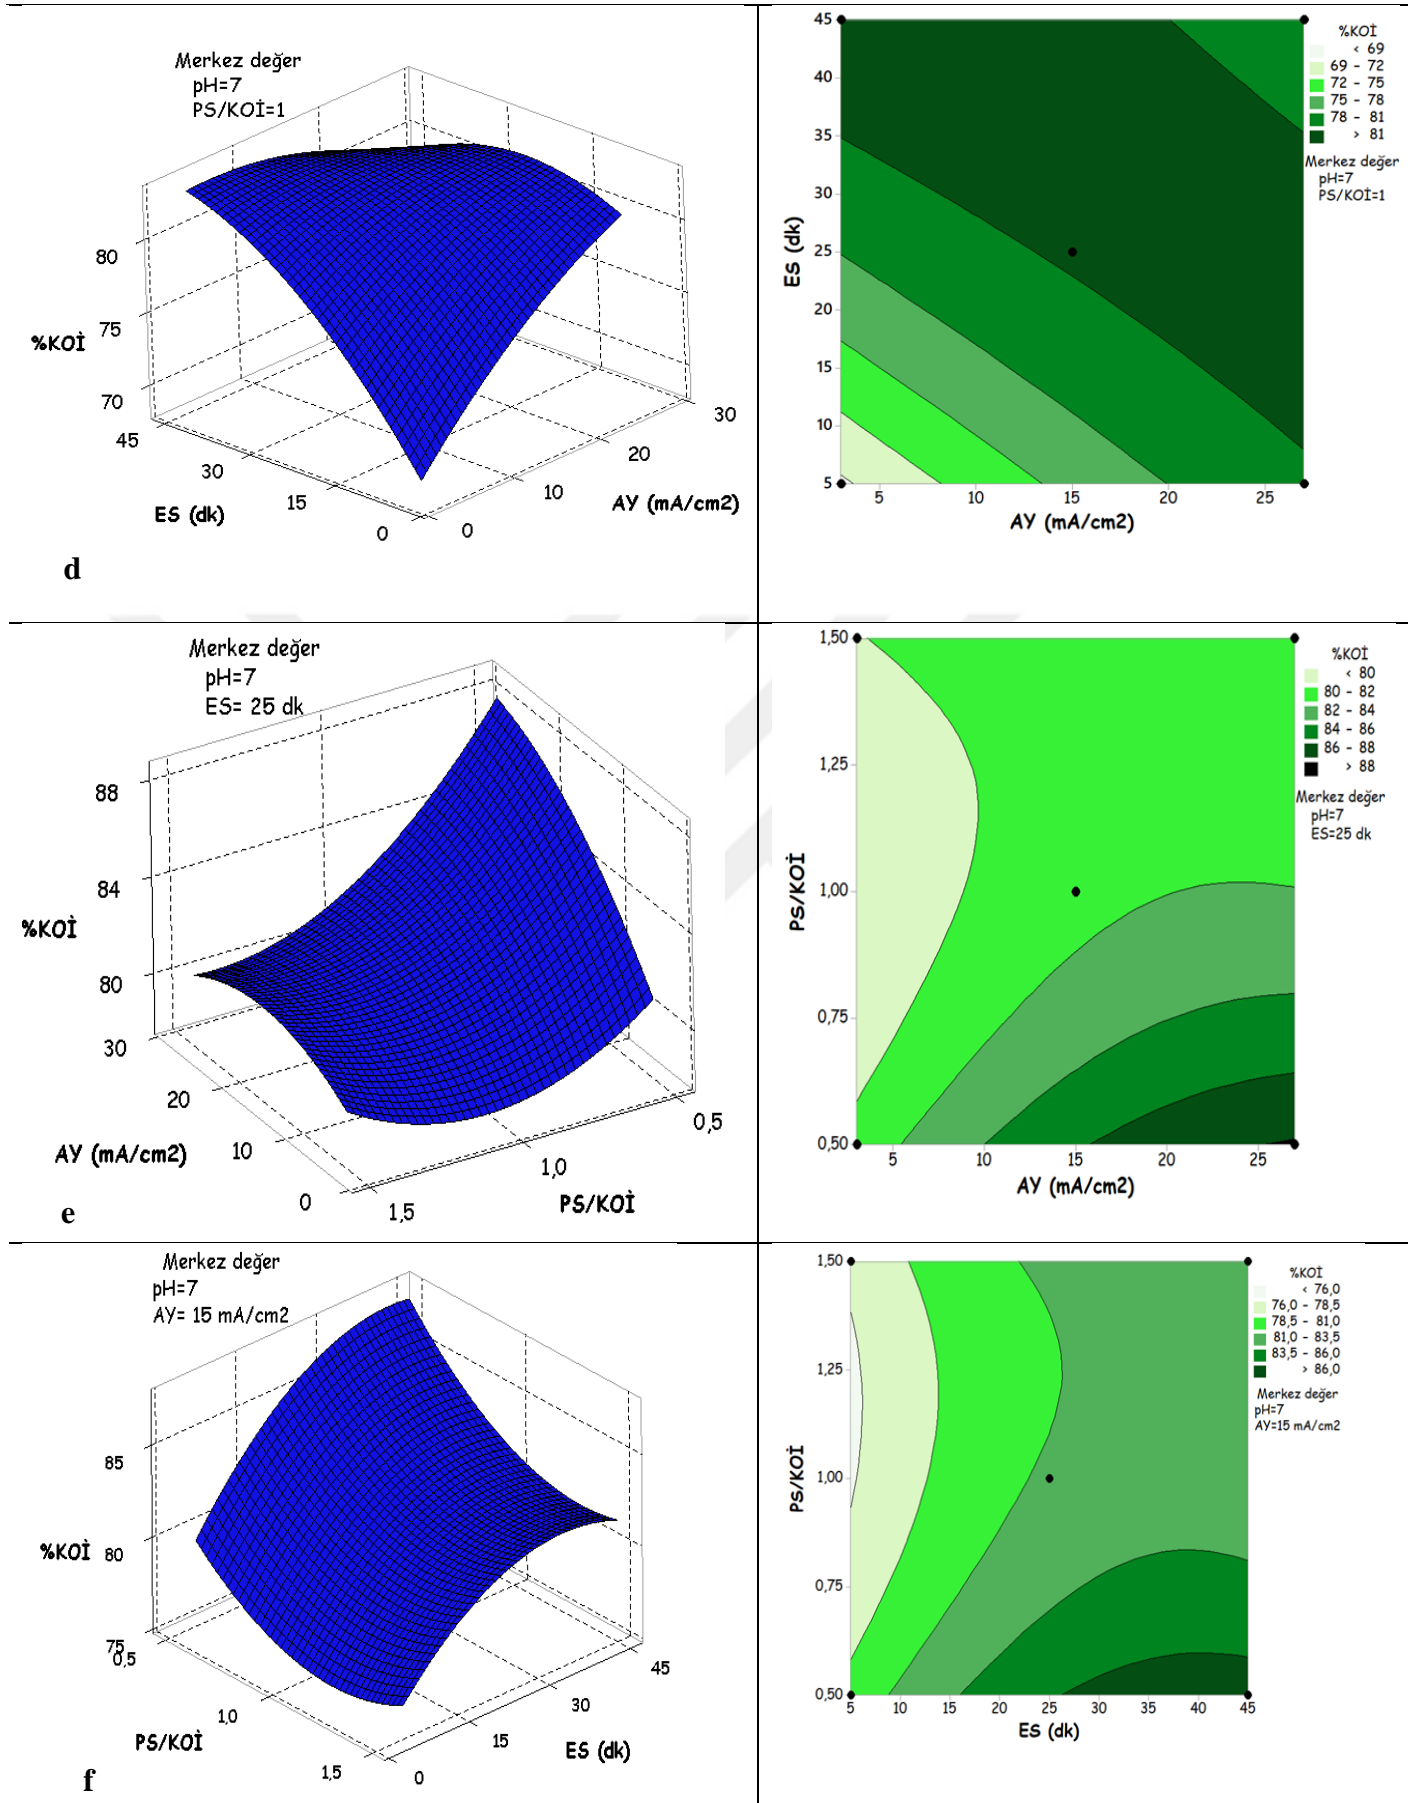 Merkez değer
pH=7
PS/KOİ=1
80
75
%KOİ
70
45
30
15
0
ES (dk)
30
20
10
0
AY (mA/cm2)
d
45
40
35
30
25
20
15
10
5
ES (dk)
5
10
15
20
25
AY (mA/cm2)
%KOİ
< 69
69 - 72
72 - 75
75 - 78
78 - 81
> 81
Merkez değer
pH=7
PS/KOİ=1
Merkez değer
pH=7
ES= 25 dk
88
84
%KOİ
80
30
20
10
0
AY (mA/cm2)
0,5
1,0
1,5
PS/KOİ
e
1,50
1,25
1,00
0,75
0,50
PS/KOİ
5
10
15
20
25
AY (mA/cm2)
%KOİ
< 80
80 - 82
82 - 84
84 - 86
86 - 88
> 88
Merkez değer
pH=7
ES=25 dk
Merkez değer
pH=7
AY= 15 mA/cm2
85
%KOİ
80
75
0,5
1,0
1,5
PS/KOİ
45
30
15
0
ES (dk)
f
1,50
1,25
1,00
0,75
0,50
PS/KOİ
5
10
15
20
25
30
35
40
45
ES (dk)
%KOİ
< 76,0
76,0 - 78,5
78,5 - 81,0
81,0 - 83,5
83,5 - 86,0
> 86,0
Merkez değer
pH=7
AY=15 mA/cm2